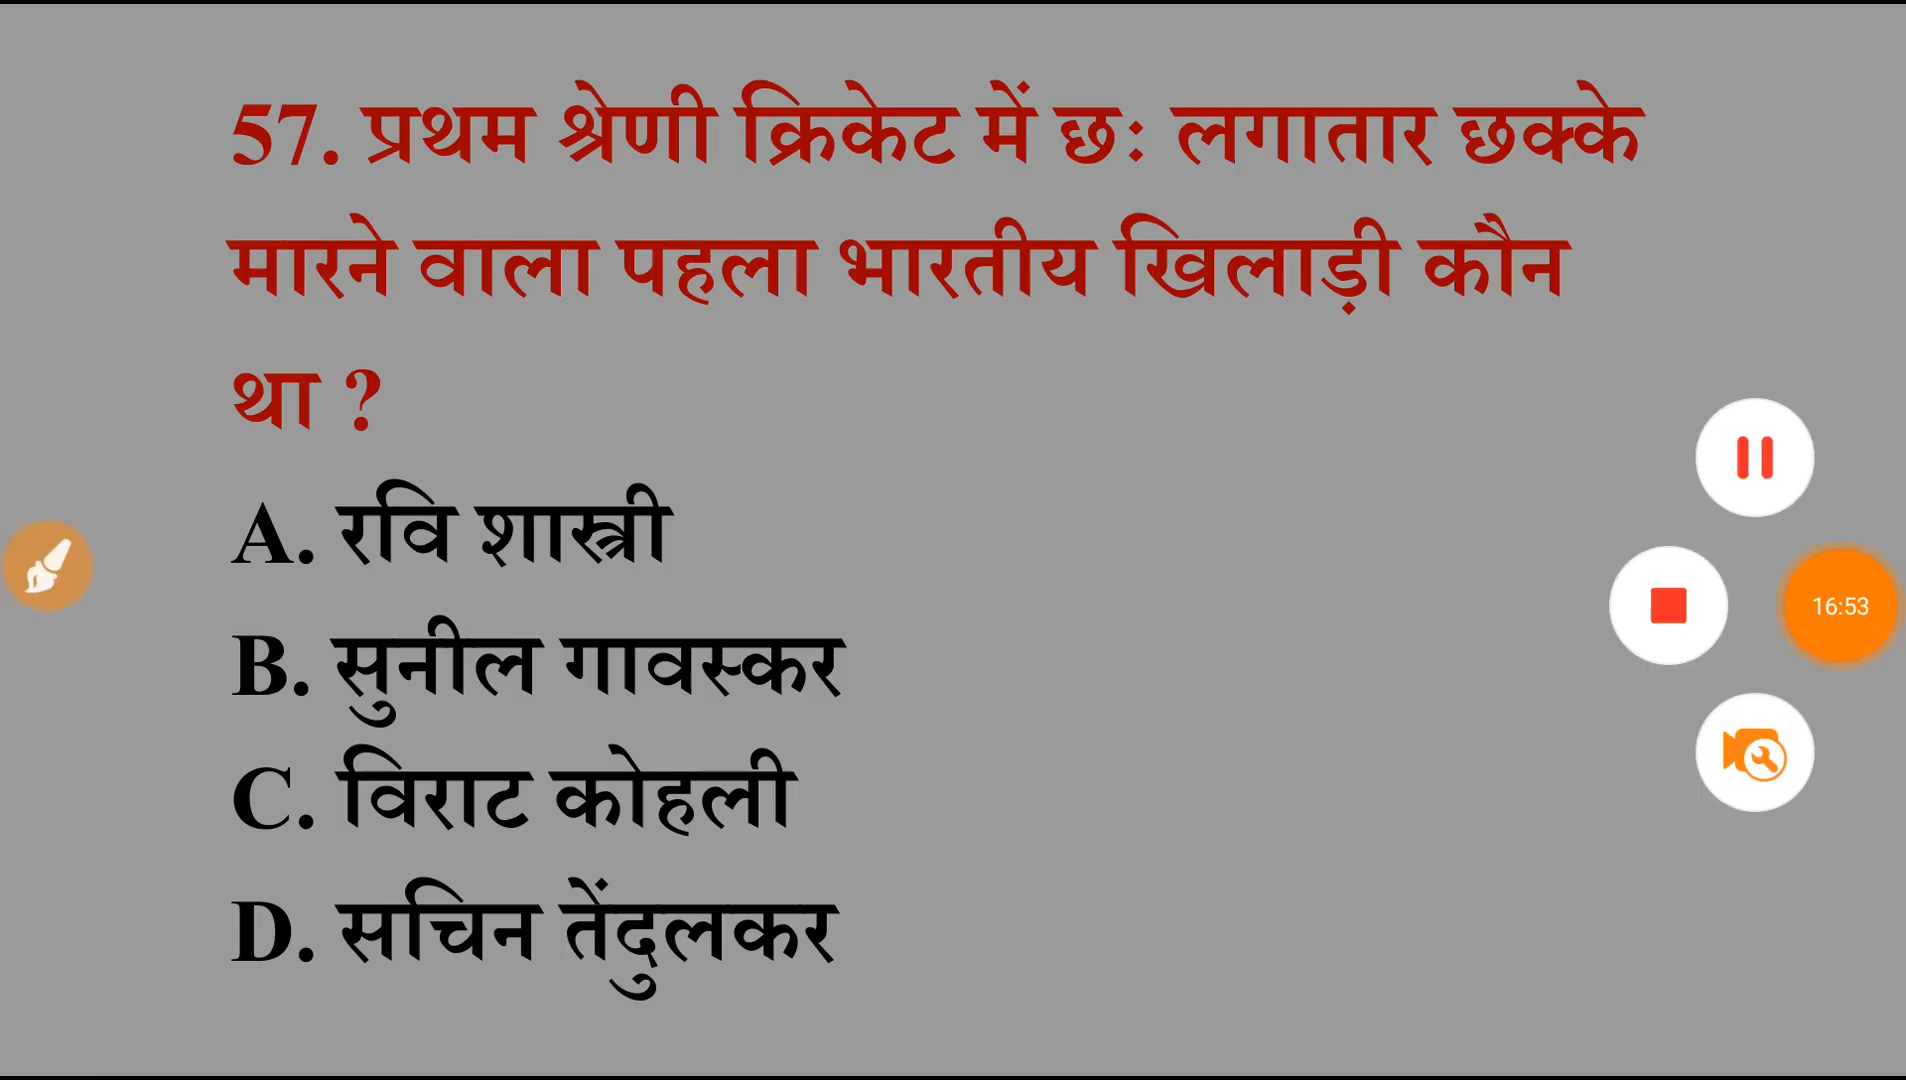 57. प्रथम श्रेणी क्रिकेट में छः लगातार छक्के
मारने वाला पहला भारतीय खिलाड़ी कौन
था ?
A. रवि शास्त्री
B. सुनील गावस्कर
C. विराट कोहली
D. सचिन तेंदुलकर
16:53